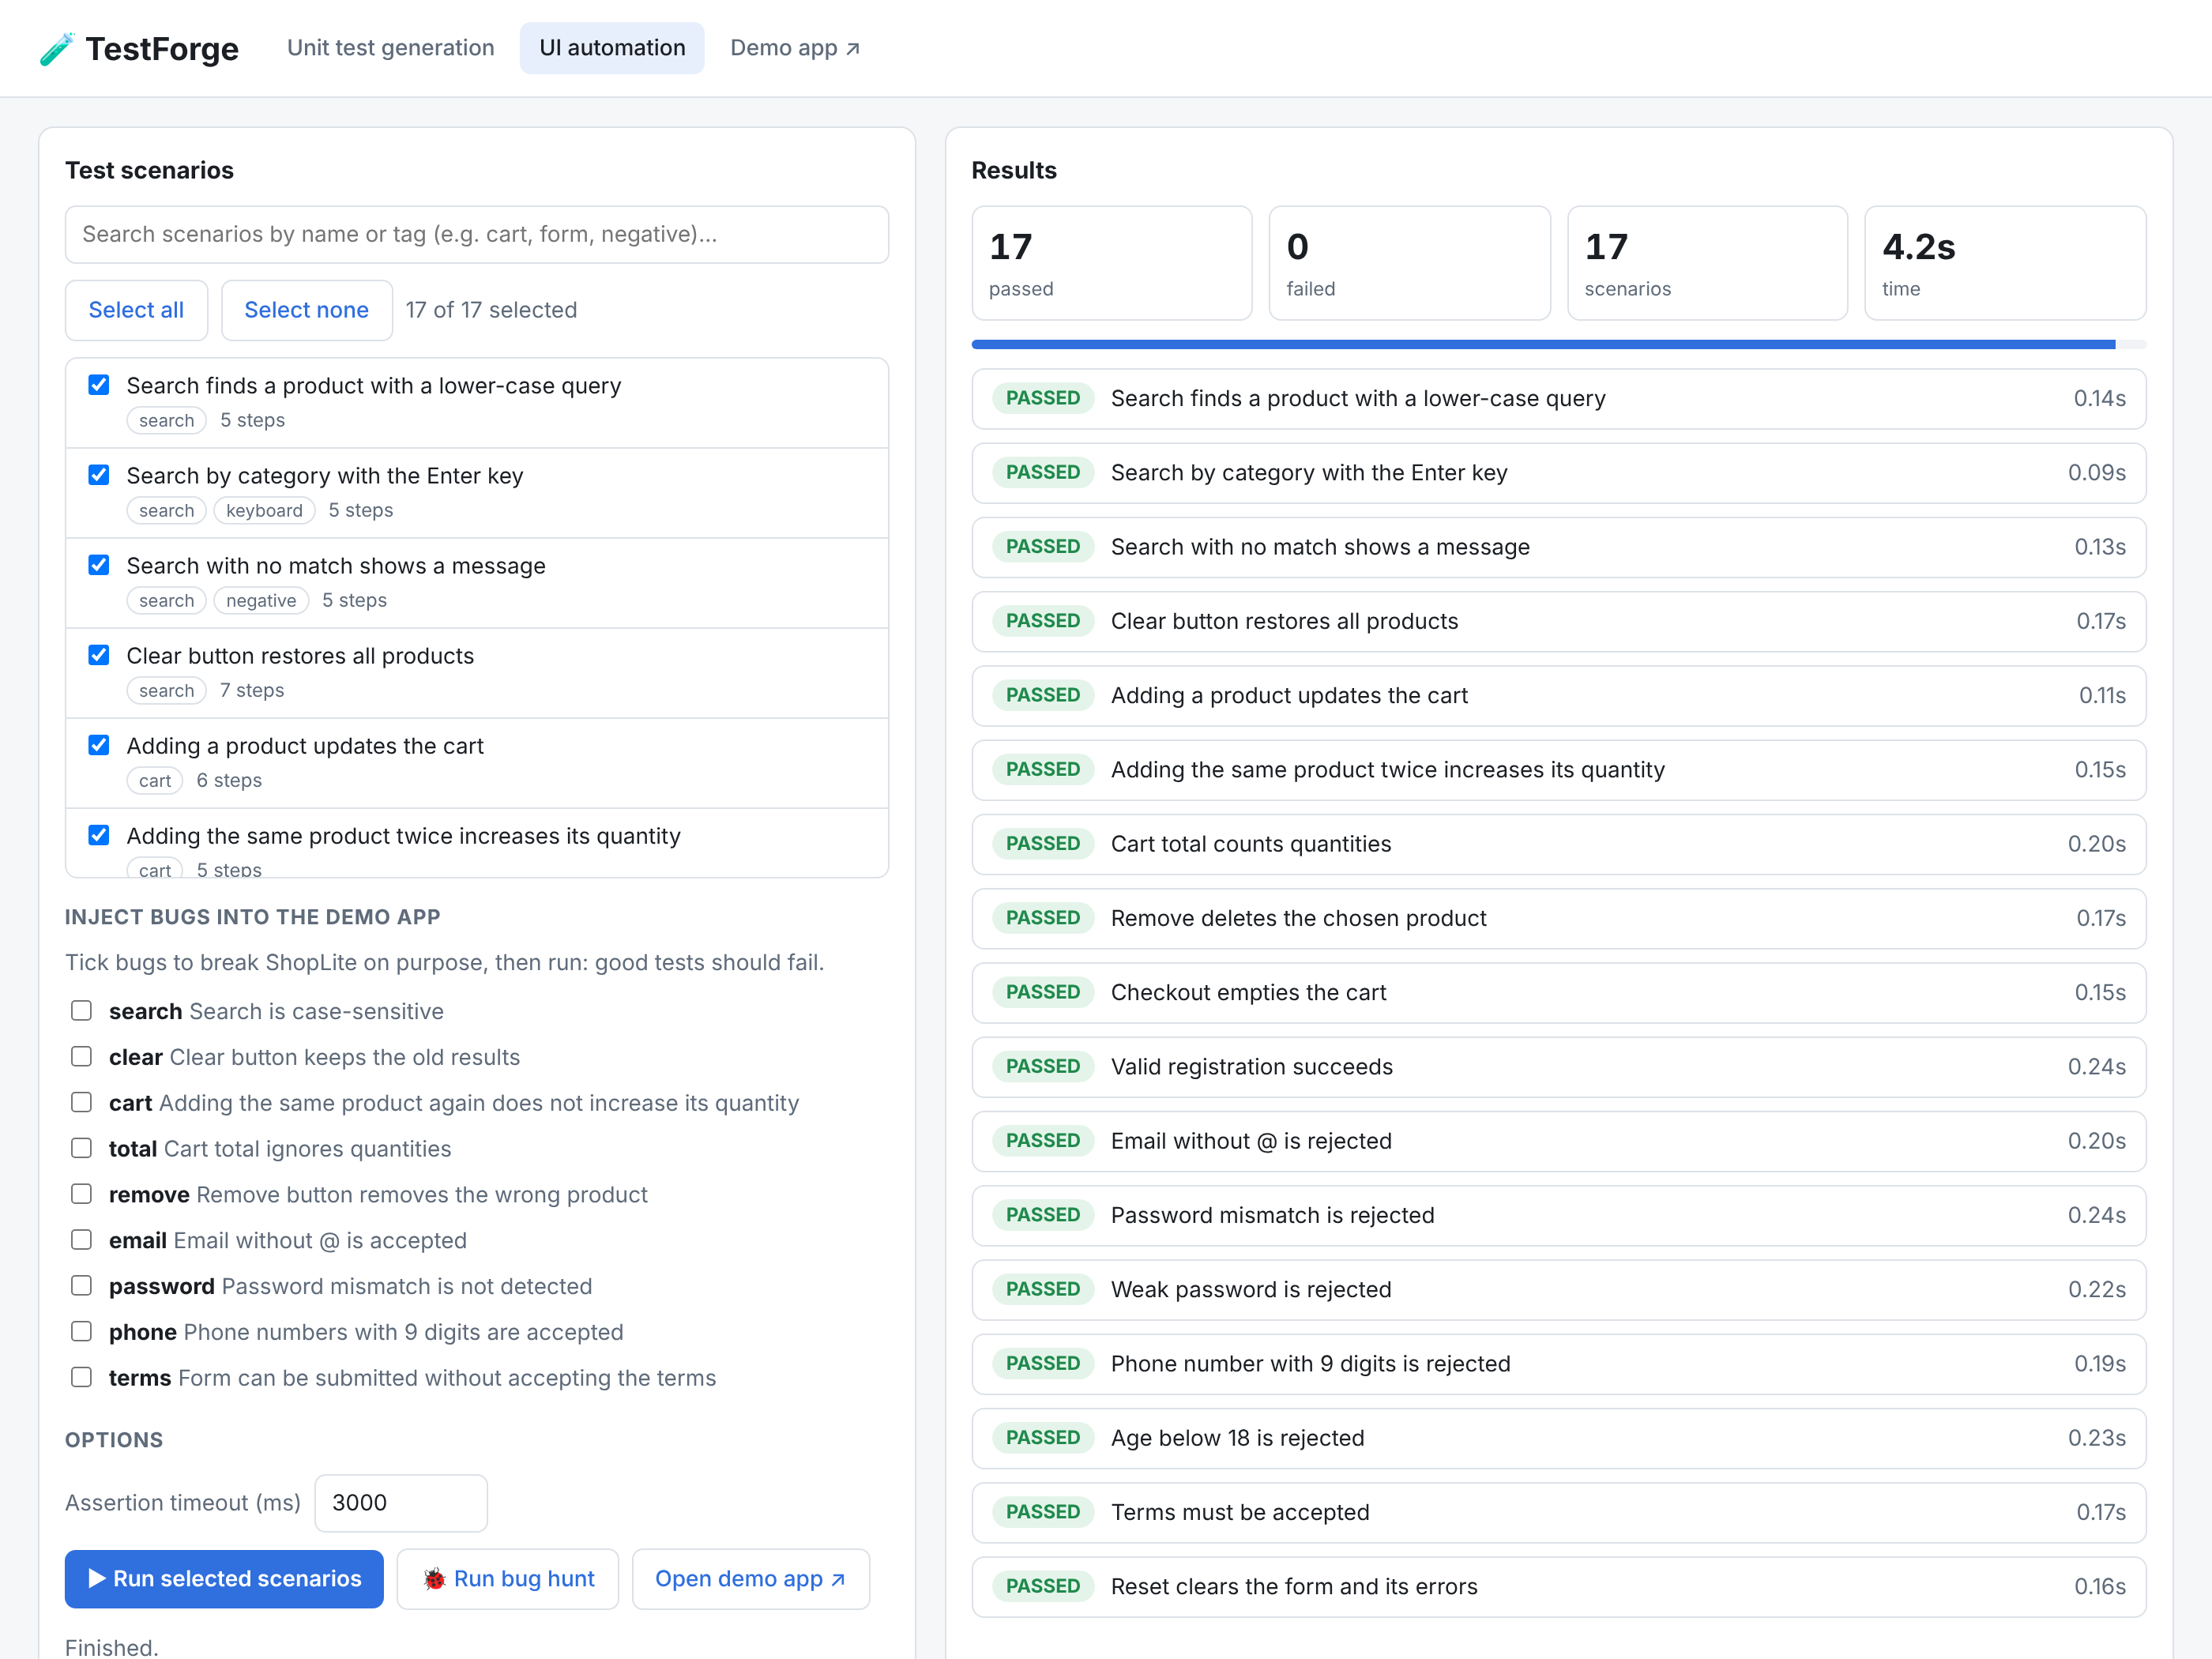 TestForge
Unit test generation
UI automation
Demo app ↗
Test scenarios
Search scenarios by name or tag (e.g. cart, form, negative)...
Select all
Select none
17 of 17 selected
Search finds a product with a lower-case query
search 5 steps
Search by category with the Enter key
search keyboard 5 steps
Search with no match shows a message
search negative 5 steps
Clear button restores all products
search 7 steps
Adding a product updates the cart
cart 6 steps
Adding the same product twice increases its quantity
cart 5 steps
INJECT BUGS INTO THE DEMO APP
Tick bugs to break ShopLite on purpose, then run: good tests should fail.
search Search is case-sensitive
clear Clear button keeps the old results
cart Adding the same product again does not increase its quantity
total Cart total ignores quantities
remove Remove button removes the wrong product
email Email without @ is accepted
password Password mismatch is not detected
phone Phone numbers with 9 digits are accepted
terms Form can be submitted without accepting the terms
OPTIONS
Assertion timeout (ms) 3000
▶ Run selected scenarios
🐞 Run bug hunt
Open demo app ↗
Finished.
Results
17
passed
0
failed
17
scenarios
4.2s
time
PASSED Search finds a product with a lower-case query 0.14s
PASSED Search by category with the Enter key 0.09s
PASSED Search with no match shows a message 0.13s
PASSED Clear button restores all products 0.17s
PASSED Adding a product updates the cart 0.11s
PASSED Adding the same product twice increases its quantity 0.15s
PASSED Cart total counts quantities 0.20s
PASSED Remove deletes the chosen product 0.17s
PASSED Checkout empties the cart 0.15s
PASSED Valid registration succeeds 0.24s
PASSED Email without @ is rejected 0.20s
PASSED Password mismatch is rejected 0.24s
PASSED Weak password is rejected 0.22s
PASSED Phone number with 9 digits is rejected 0.19s
PASSED Age below 18 is rejected 0.23s
PASSED Terms must be accepted 0.17s
PASSED Reset clears the form and its errors 0.16s